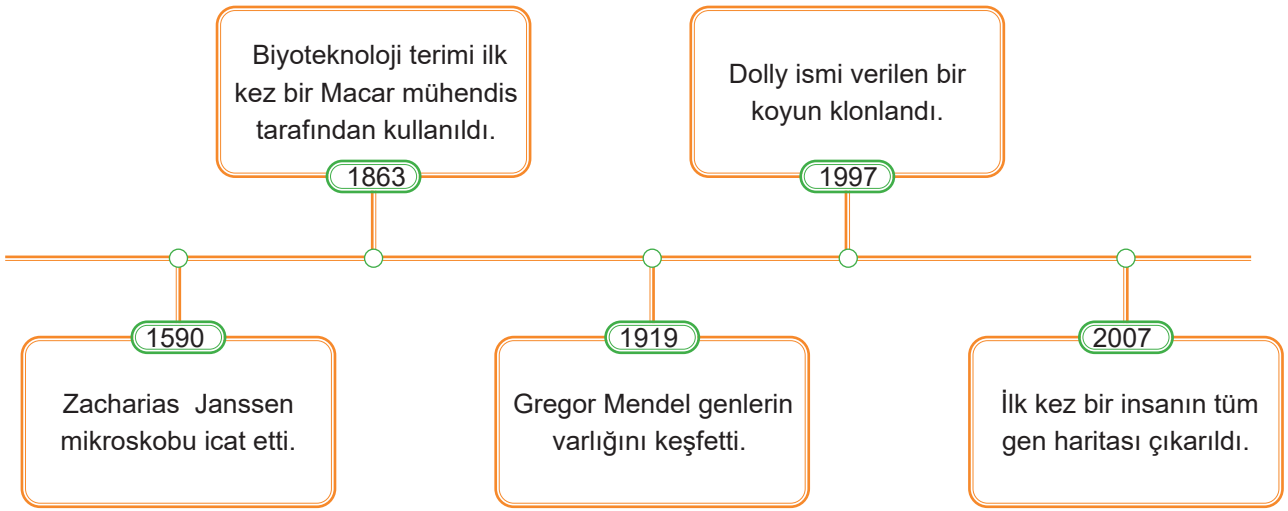 Biyoteknoloji terimi ilk
kez bir Macar mühendis
tarafından kullanıldı.
1863
Dolly ismi verilen bir
koyun klonlandı.
1997
1590
Zacharias Janssen
mikroskobu icat etti.
1919
Gregor Mendel genlerin
varlığını keşfetti.
2007
İlk kez bir insanın tüm
gen haritası çıkarıldı.